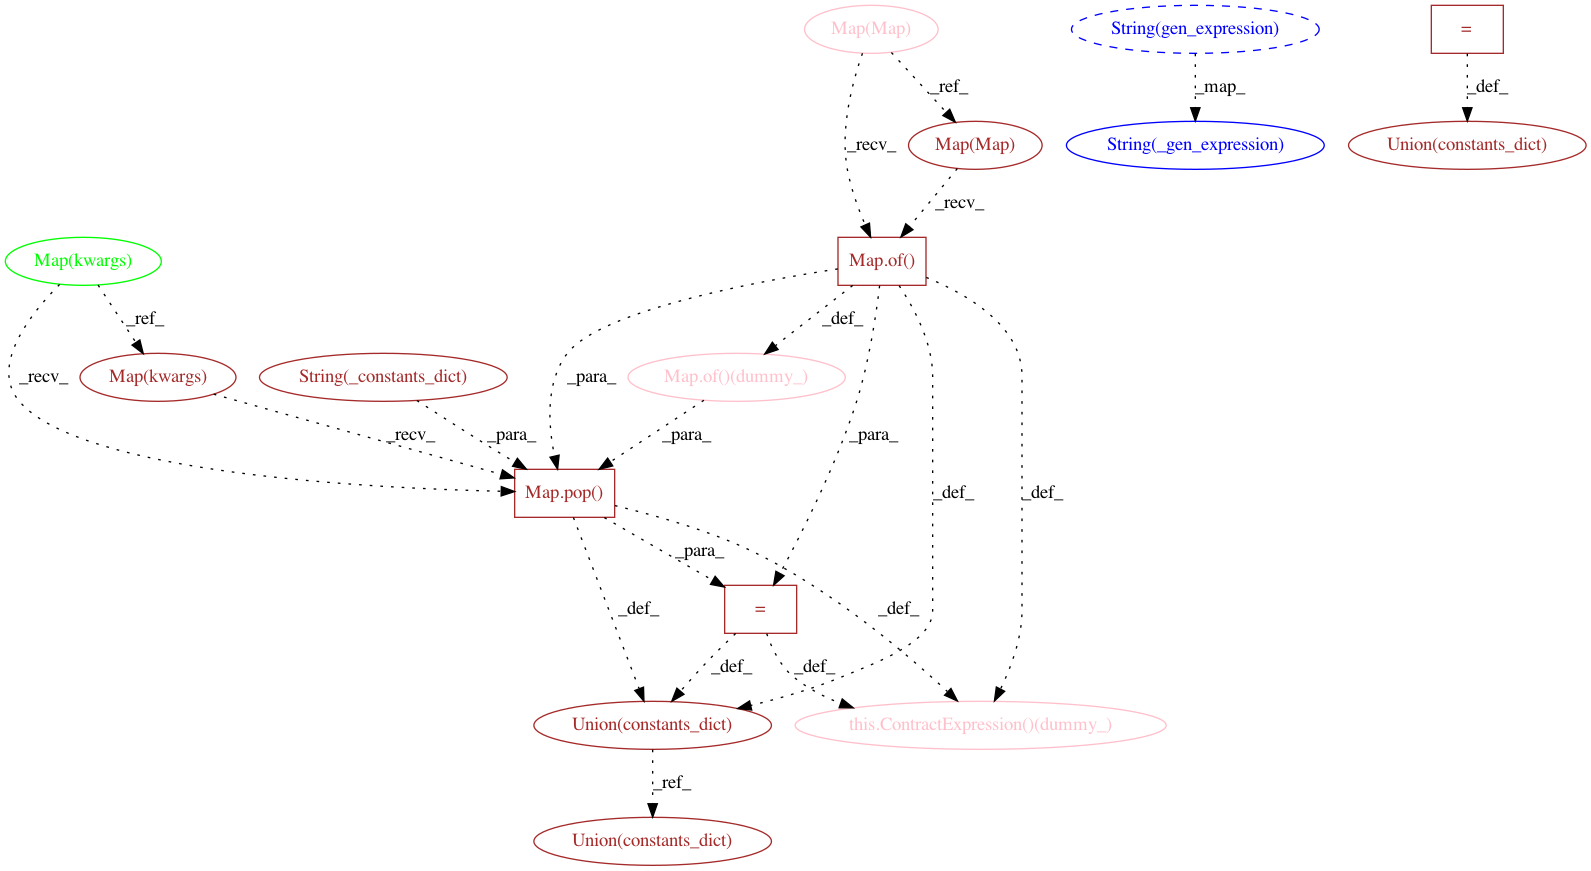 Map(Map)
String(gen_expression)
=
_ref_
_map_
_def_
_recv_
Map(Map)
String(_gen_expression)
Union(constants_dict)
_recv_
Map(kwargs)
Map.of()
_ref_
_def_
_recv_
Map(kwargs)
String(_constants_dict)
_para_
Map.of()(dummy_)
_recv_
_para_
_para_
_para_
Map.pop()
_def_
_def_
_para_
_def_
=
_def_
_def_
_def_
Union(constants_dict)
this.ContractExpression()(dummy_)
_ref_
Union(constants_dict)